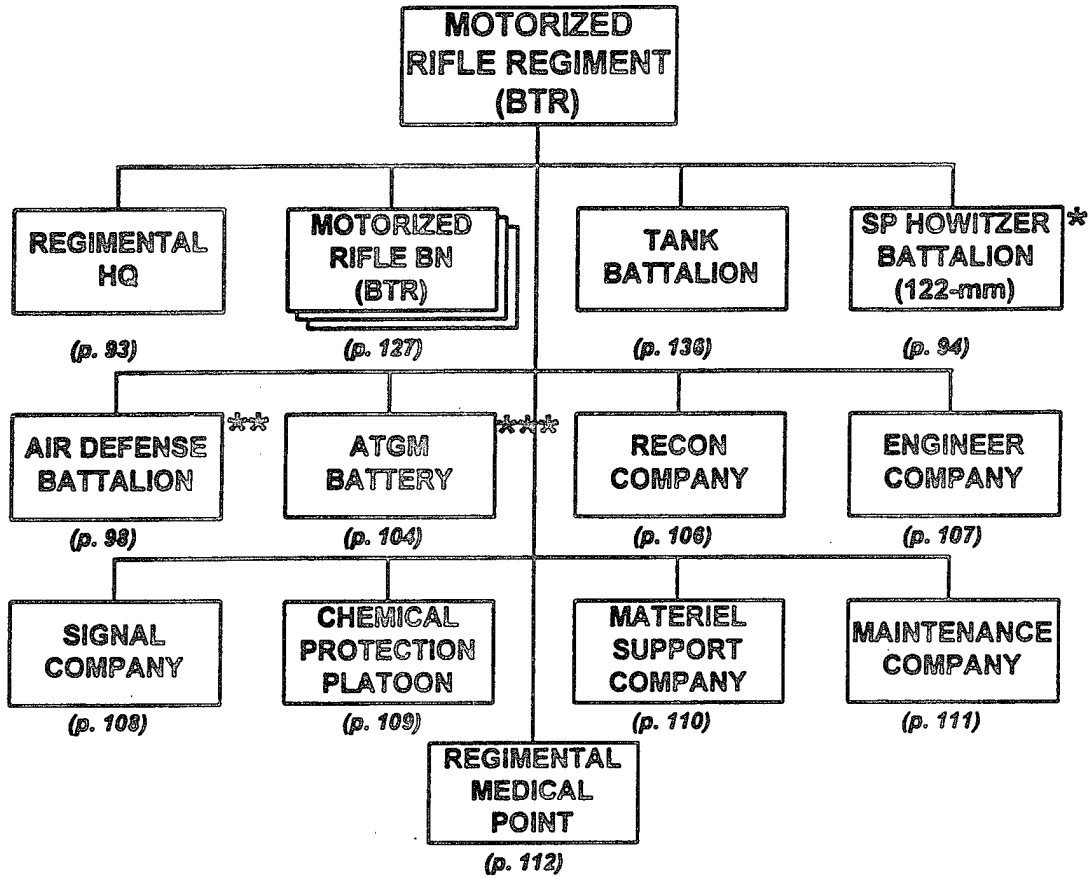 MOTORIZED
RIFLE REGIMENT
(BTR)
REGIMENTAL
HQ
(p. 93)
MOTORIZED
RIFLE BN
(BTR)
(p. 127)
TANK
BATTALION
(p. 136)
SP HOWITZER
BATTALION
(122-mm)
*
(p. 94)
AIR DEFENSE
BATTALION
**
(p. 98)
ATGM
BATTERY
***
(p. 104)
RECON
COMPANY
(p. 106)
ENGINEER
COMPANY
(p. 107)
SIGNAL
COMPANY
(p. 108)
CHEMICAL
PROTECTION
PLATOON
(p. 109)
MATERIEL
SUPPORT
COMPANY
(p. 110)
MAINTENANCE
COMPANY
(p. 111)
REGIMENTAL
MEDICAL
POINT
(p. 112)